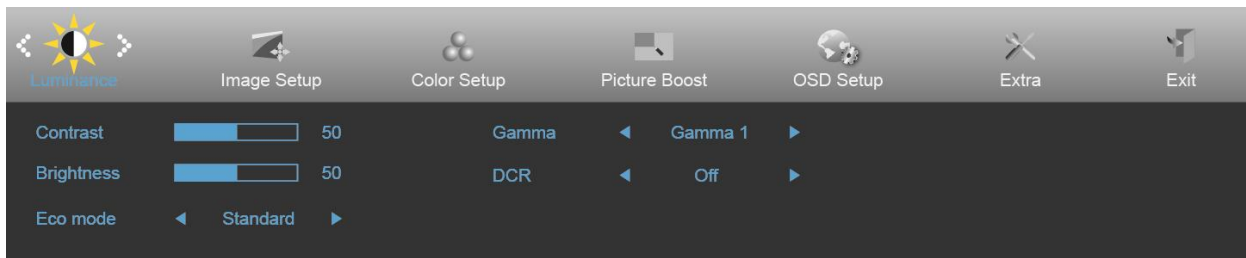 Luminance Image Setup Color Setup Picture Boost OSD Setup Extra Exit
Contrast 50 Gamma Gamma 1
Brightness 50 DCR Off
Eco mode Standard